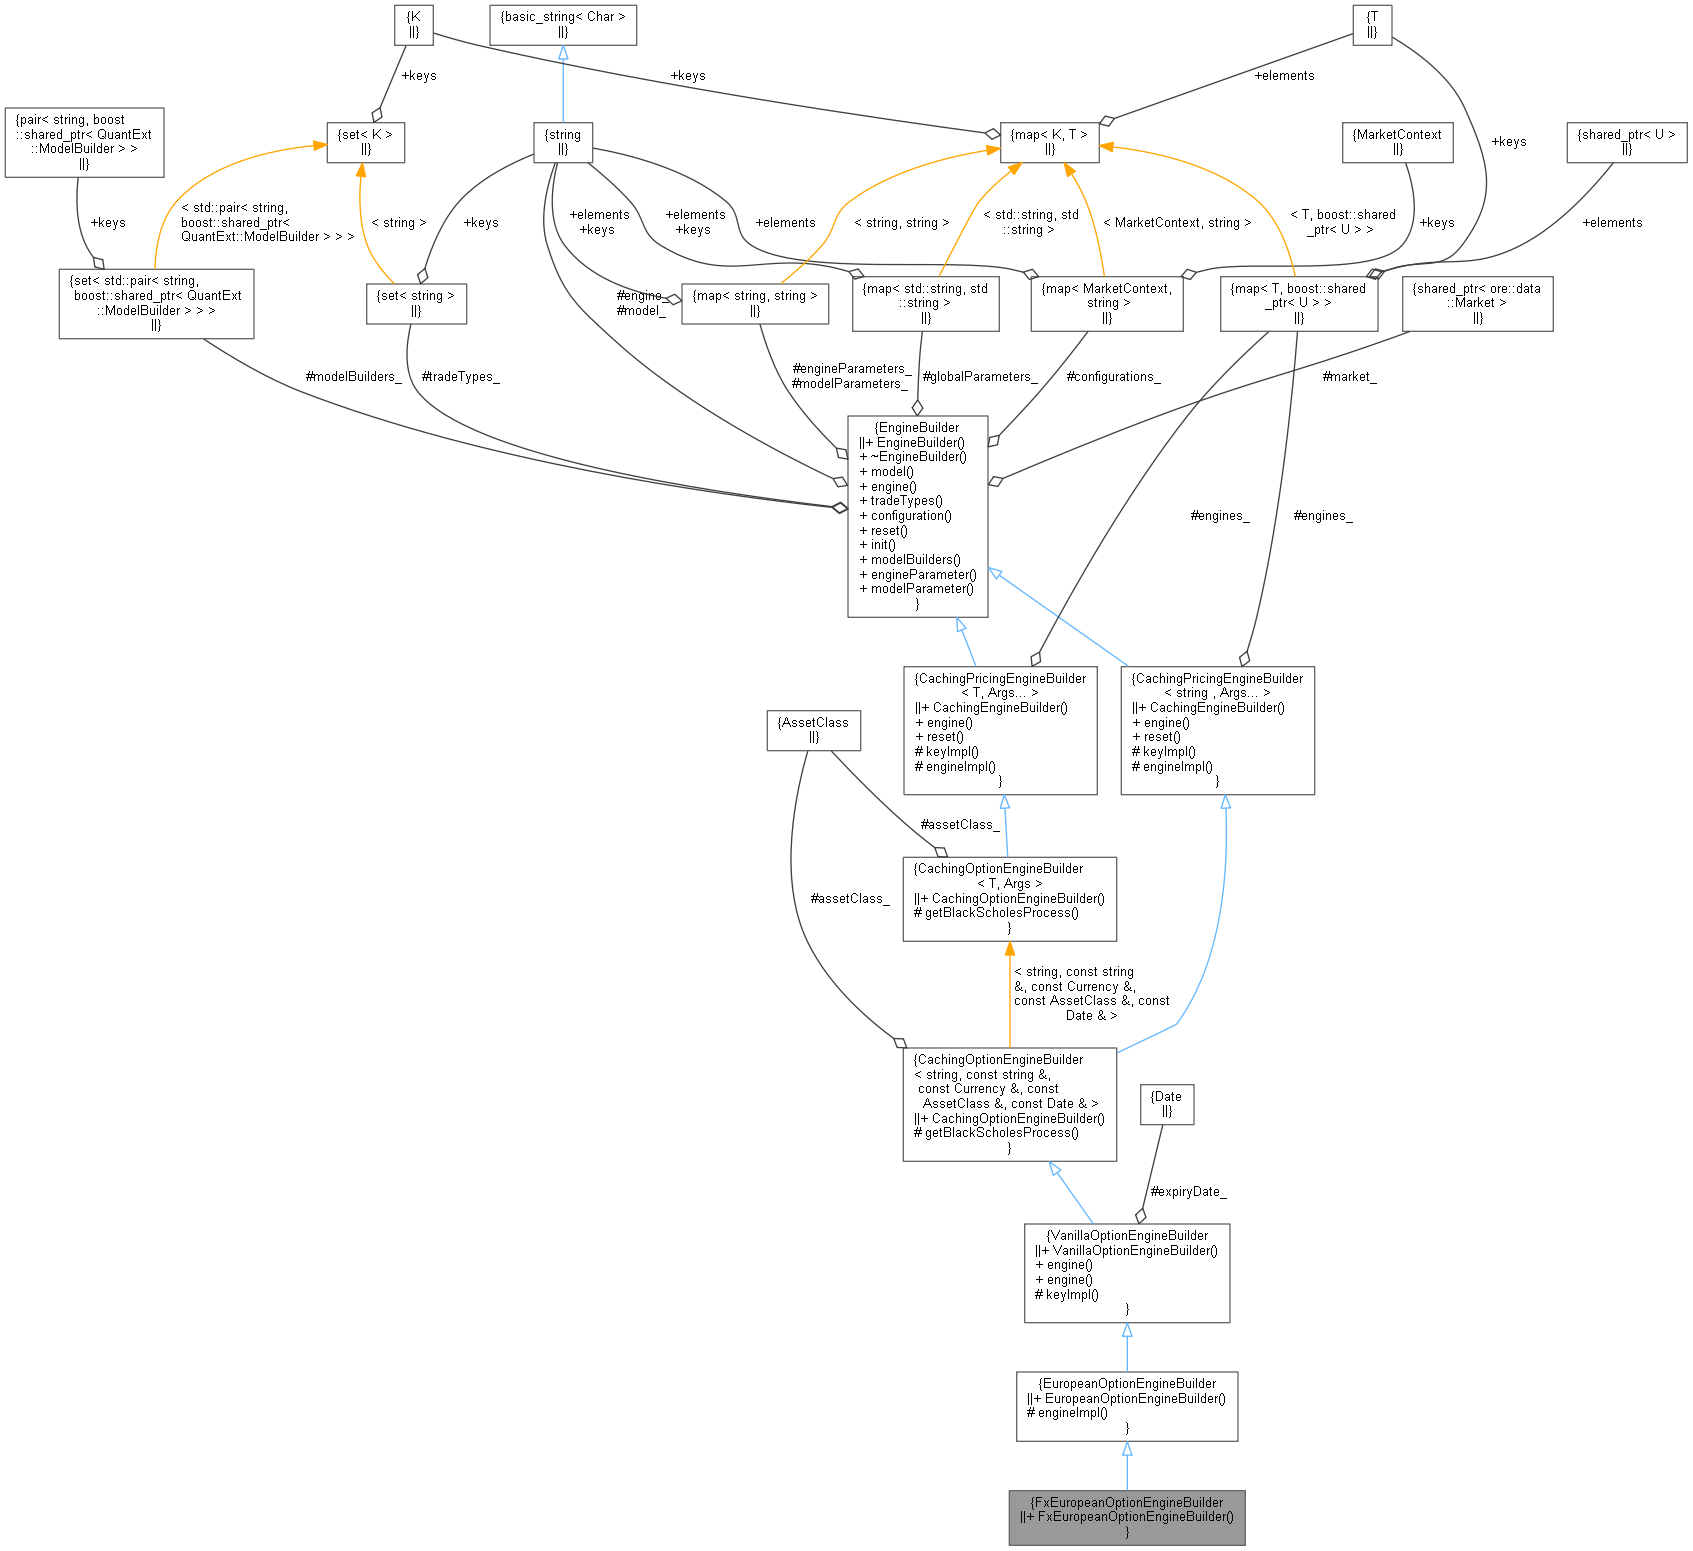 {K
||}
{basic_string< Char >
||}
{T
||}
+keys
+keys
+elements
{pair< string, boost
::shared_ptr< QuantExt
::ModelBuilder > >
||}
{set< K >
||}
{string
||}
{map< K, T >
||}
+keys
{MarketContext
||}
{shared_ptr< U >
||}
+keys
< std::pair< string,
boost::shared_ptr<
QuantExt::ModelBuilder > > >
< string >
+keys
+elements
+keys
+elements
+keys
+elements
< string, string >
< std::string, std
::string >
< MarketContext, string >
< T, boost::shared
_ptr< U > >
+keys
+elements
{set< std::pair< string,
boost::shared_ptr< QuantExt
::ModelBuilder > > >
||}
{set< string >
||}
#engine_
#model_
{map< string, string >
||}
{map< std::string, std
::string >
||}
{map< MarketContext,
string >
||}
{map< T, boost::shared
_ptr< U > >
||}
{shared_ptr< ore::data
::Market >
||}
#modelBuilders_
#tradeTypes_
#engineParameters_
#modelParameters_
#globalParameters_
#configurations_
#market_
{EngineBuilder
||+ EngineBuilder()
+ ~EngineBuilder()
+ model()
+ engine()
+ tradeTypes()
+ configuration()
+ reset()
+ init()
+ modelBuilders()
+ engineParameter()
+ modelParameter()
}
#engines_
#engines_
{CachingPricingEngineBuilder
< T, Args... >
||+ CachingEngineBuilder()
+ engine()
+ reset()
# keyImpl()
# engineImpl()
}
{CachingPricingEngineBuilder
< string , Args... >
||+ CachingEngineBuilder()
+ engine()
+ reset()
# keyImpl()
# engineImpl()
}
{AssetClass
||}
#assetClass_
{CachingOptionEngineBuilder
< T, Args >
||+ CachingOptionEngineBuilder()
# getBlackScholesProcess()
}
#assetClass_
< string, const string
&, const Currency &,
const AssetClass &, const
Date & >
{CachingOptionEngineBuilder
< string, const string &,
const Currency &, const
AssetClass &, const Date & >
||+ CachingOptionEngineBuilder()
# getBlackScholesProcess()
}
{Date
||}
#expiryDate_
{VanillaOptionEngineBuilder
||+ VanillaOptionEngineBuilder()
+ engine()
+ engine()
# keyImpl()
}
{EuropeanOptionEngineBuilder
||+ EuropeanOptionEngineBuilder()
# engineImpl()
}
{FxEuropeanOptionEngineBuilder
||+ FxEuropeanOptionEngineBuilder()
}